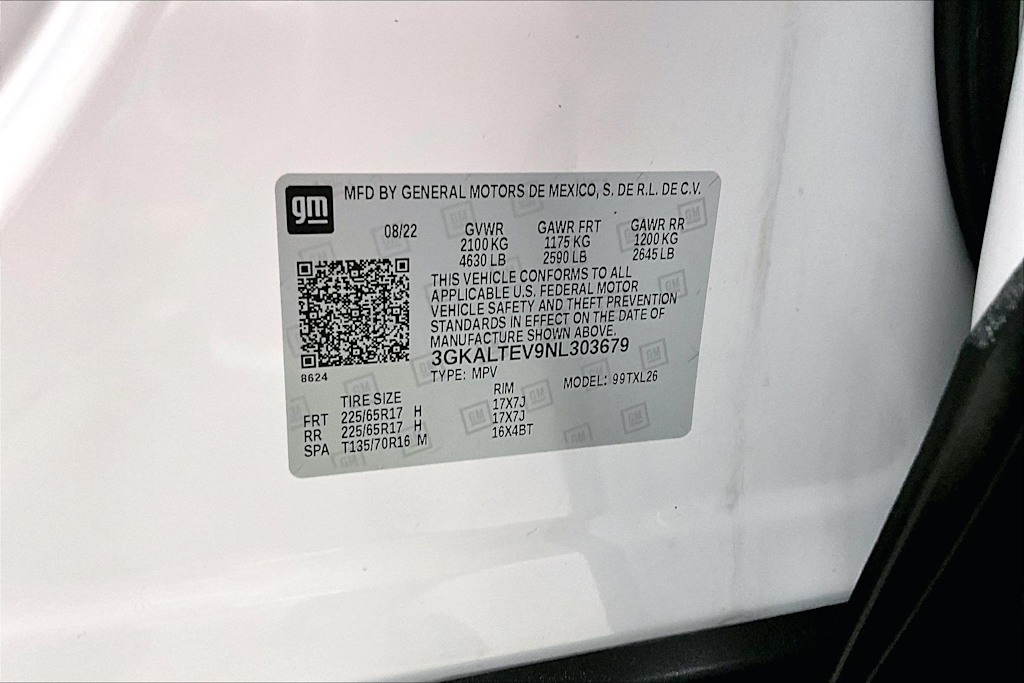 gm
MFD BY GENERAL MOTORS DE MEXICO, S. DE R.L. DE C.V.
08/22 GVWR GAWR FRT GAWR RR
2100 KG 1175 KG 1200 KG
4630 LB 2590 LB 2645 LB
THIS VEHICLE CONFORMS TO ALL
APPLICABLE U.S. FEDERAL MOTOR
VEHICLE SAFETY AND THEFT PREVENTION
STANDARDS IN EFFECT ON THE DATE OF
MANUFACTURE SHOWN ABOVE.
3GKALTEV9NL303679
8624
TYPE: MPV MODEL: 99TXL26
TIRE SIZE RIM
FRT 225/65R17 H 17X7J
RR 225/65R17 H 17X7J
SPA T135/70R16 M 16X4BT